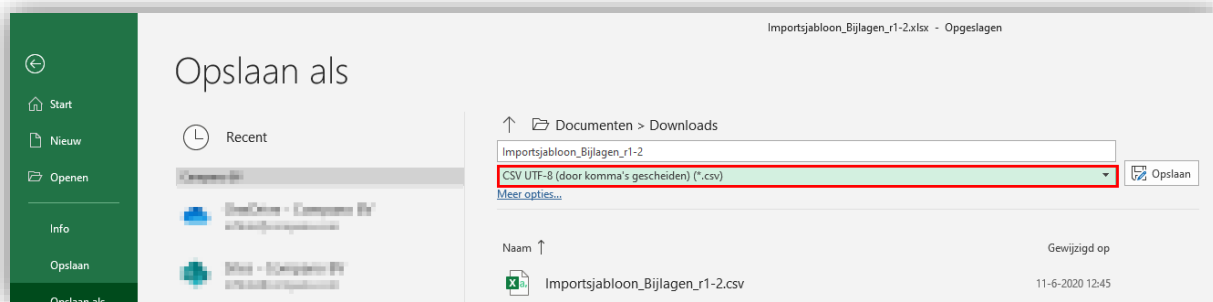 Importsjabloon_Bijlagen_r1-2.xlsx - Opgeslagen
Opslaan als
Start
Nieuw
Openen
Info
Opslaan
Opslaan als
Recent
Documenten > Downloads
Importsjabloon_Bijlagen_r1-2
CSV UTF-8 (door komma's gescheiden) (*.csv)
Opslaan
Meer opties...
Naam ↑
Gewijzigd op
Importsjabloon_Bijlagen_r1-2.csv
11-6-2020 12:45